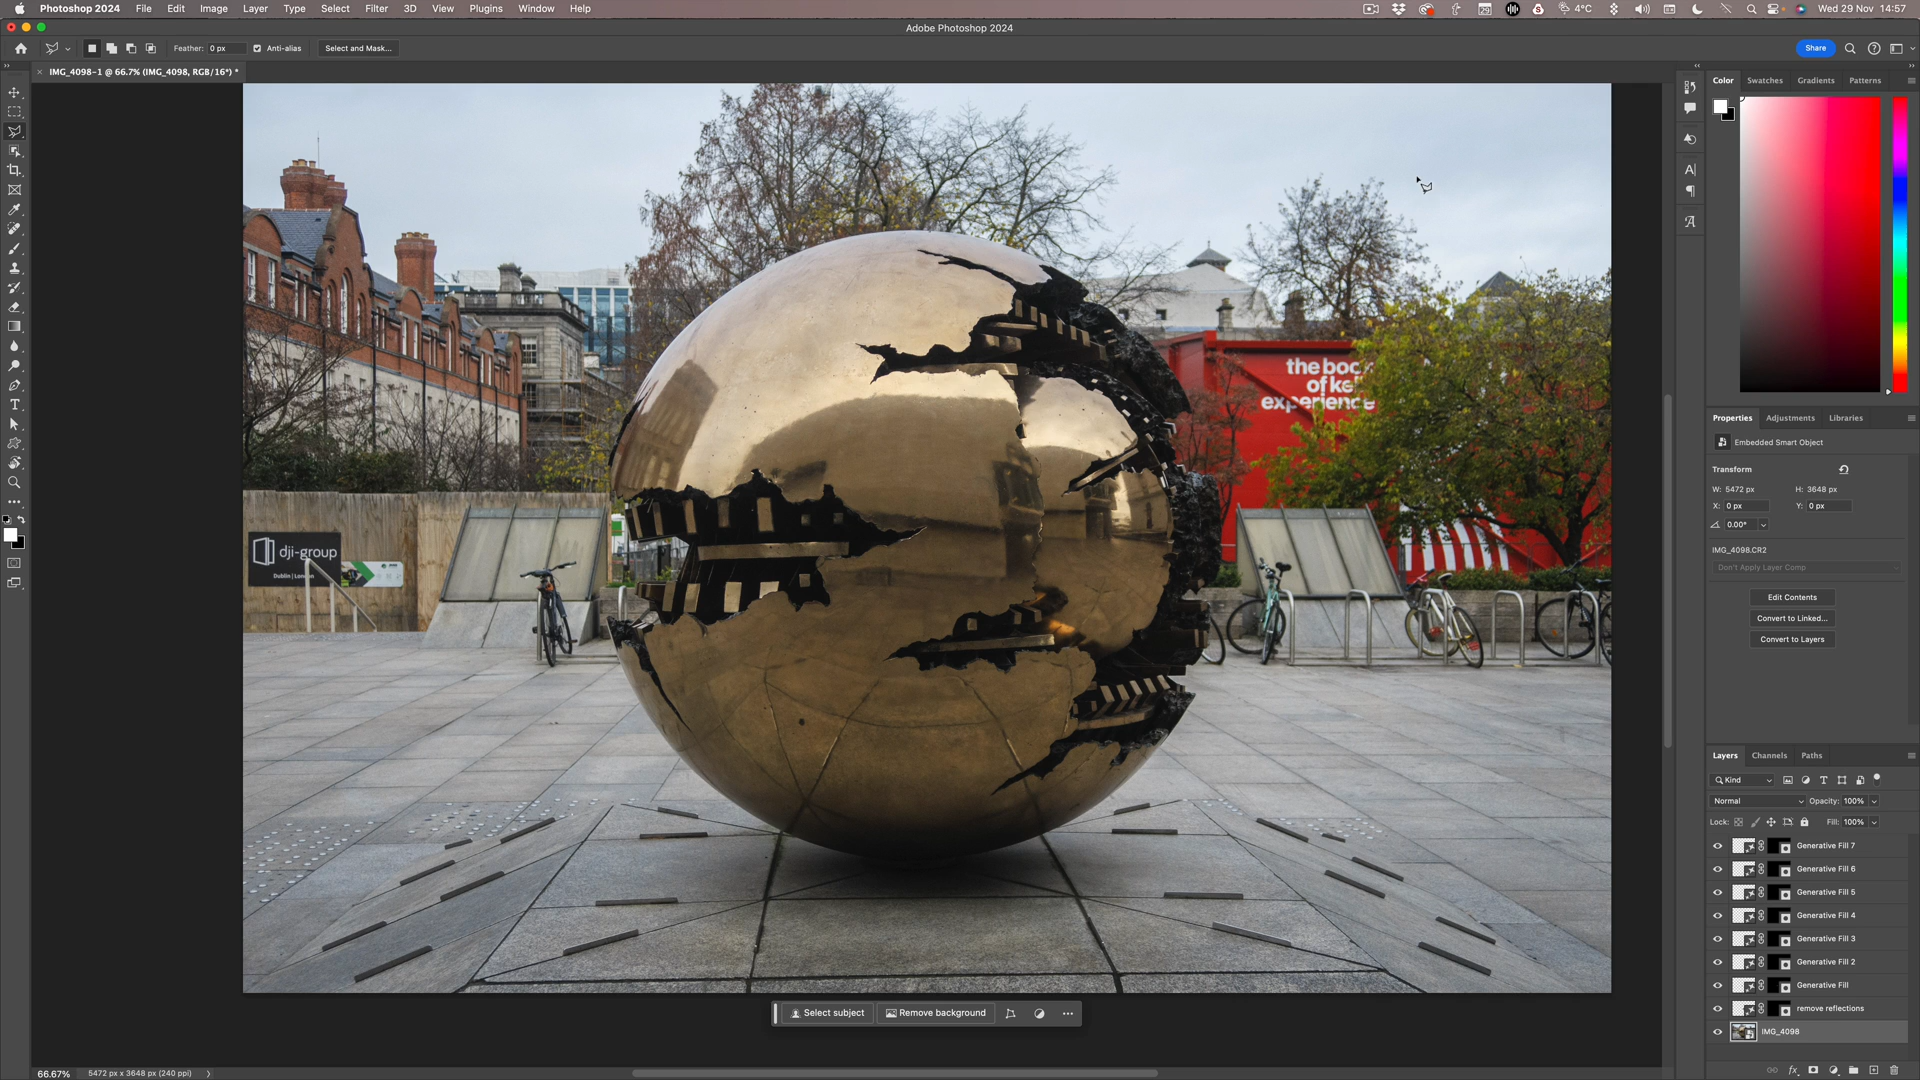 Photoshop 2024 File Edit Image Layer Type Select Filter 3D View Plugins Window Help 4°C Wed 29 Nov 14:57
Adobe Photoshop 2024
Feather: 0 px Anti-alias Select and Mask... Share
IMG_4098-1 @ 66.7% (IMG_4098, RGB/16*) *
Color Swatches Gradients Patterns
the book
of kells
experience
dji-group
Dublin | London
Properties Adjustments Libraries
Embedded Smart Object
Transform
W: 5472 px H: 3648 px
X: 0 px Y: 0 px
0.00°
IMG_4098.CR2
Don't Apply Layer Comp
Edit Contents
Convert to Linked...
Convert to Layers
Layers Channels Paths
Kind
Normal Opacity: 100%
Lock: Fill: 100%
Generative Fill 7
Generative Fill 6
Generative Fill 5
Generative Fill 4
Generative Fill 3
Generative Fill 2
Generative Fill
remove reflections
IMG_4098
Select subject Remove background
66.67% 5472 px x 3648 px (240 ppi)